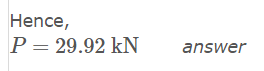 Hence,
P = 29.92 kN answer